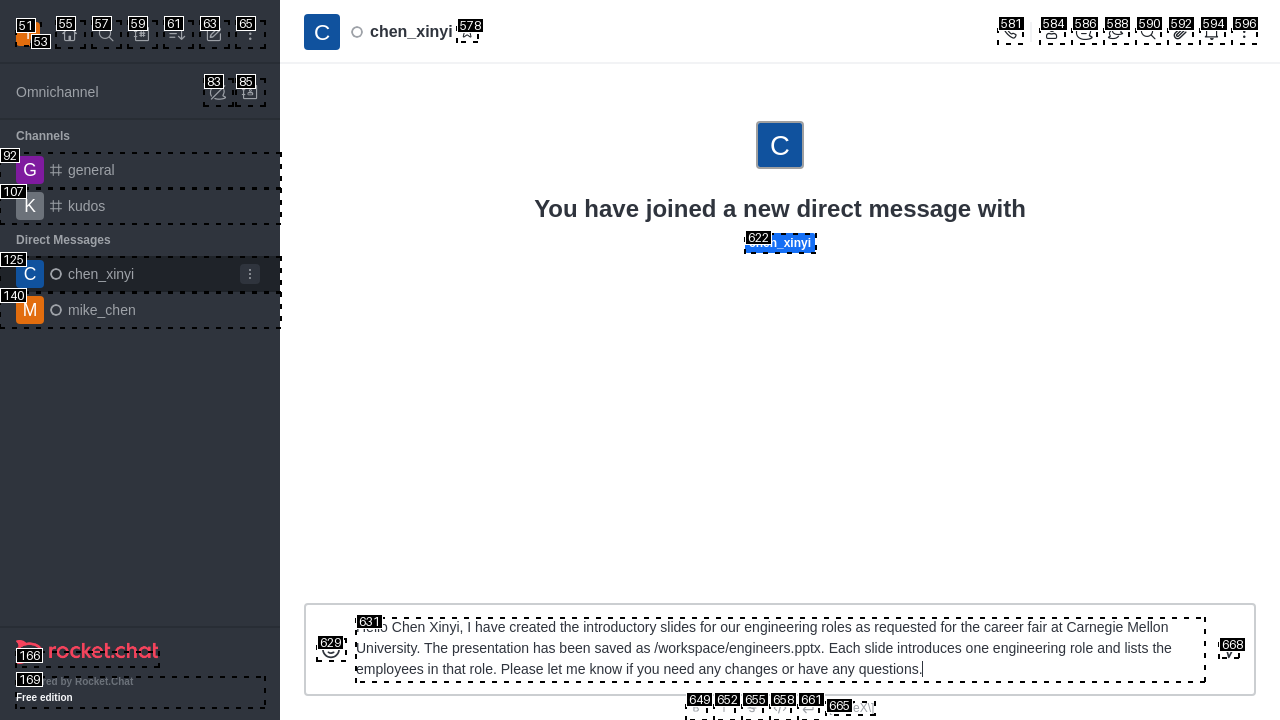 51
53
55
57
59
61
63
65
C
chen_xinyi
578
581
584
586
588
590
592
594
596
Omnichannel
83
85
Channels
92
G
general
107
K
kudos
Direct Messages
125
C
chen_xinyi
140
M
mike_chen
C
You have joined a new direct message with
622
chen_xinyi
629
631
Hello Chen Xinyi, I have created the introductory slides for our engineering roles as requested for the career fair at Carnegie Mellon
University. The presentation has been saved as /workspace/engineers.pptx. Each slide introduces one engineering role and lists the
employees in that role. Please let me know if you need any changes or have any questions.
668
649
652
655
658
661
665
166
rocket.chat
169
by Rocket.Chat
Free edition